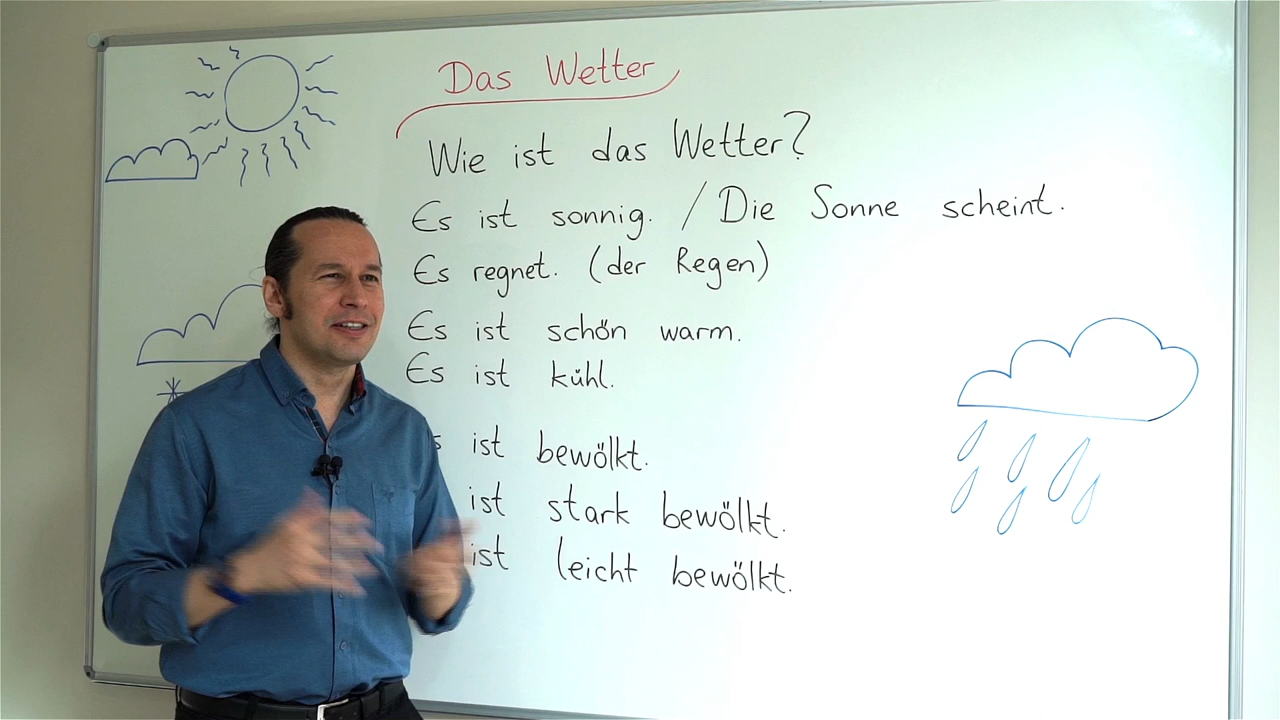 Das Wetter
Wie ist das Wetter?
Es ist sonnig. / Die Sonne scheint.
Es regnet. (der Regen)
Es ist schön warm.
Es ist kühl.
s ist bewölkt.
ist stark bewölkt.
ist leicht bewölkt.